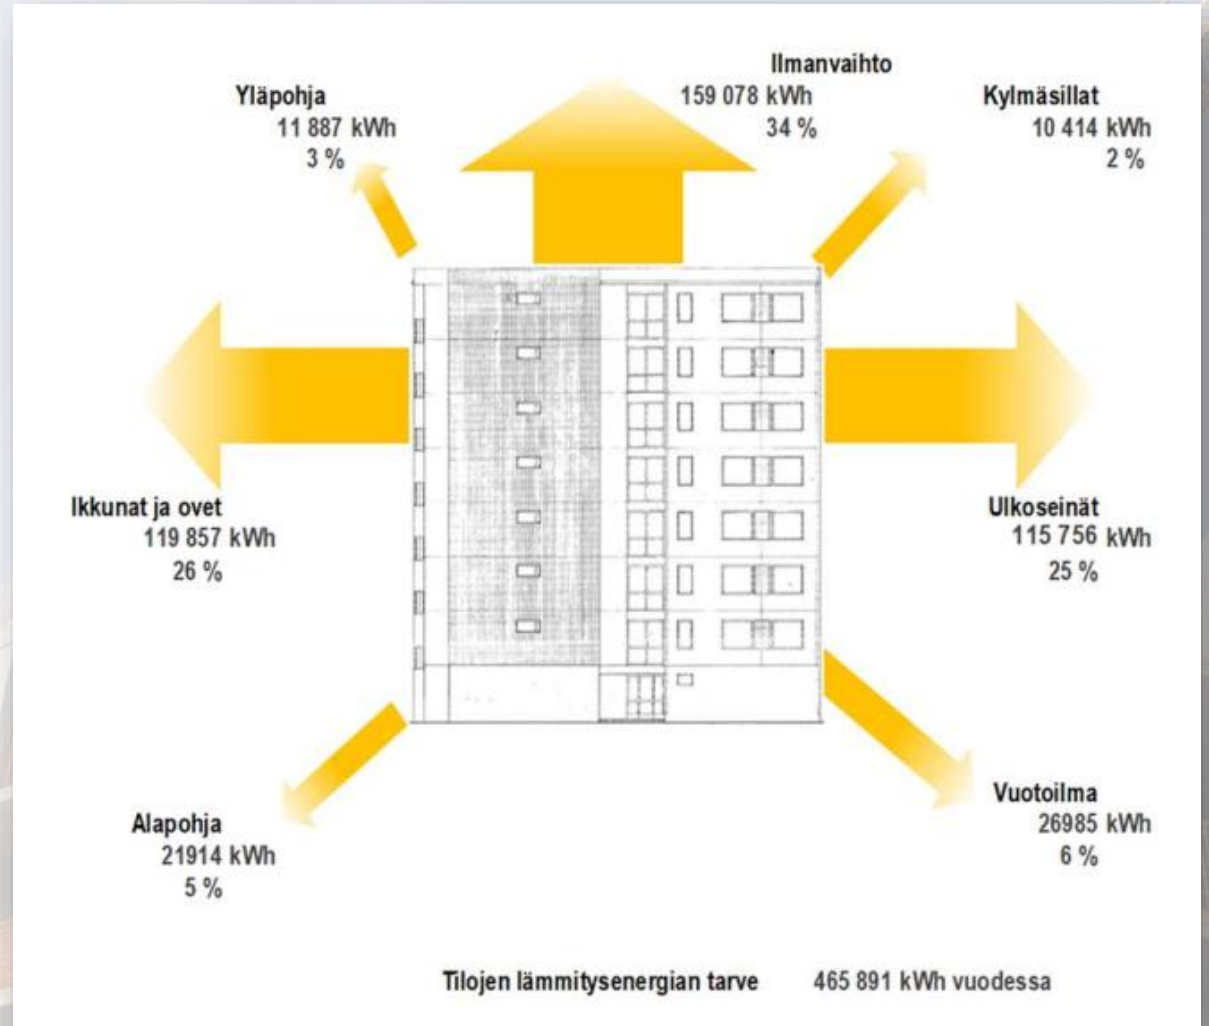 Ilmanvaihto
159 078 kWh
34 %
Yläpohja
11 887 kWh
3 %
Kylmäsillat
10 414 kWh
2 %
Ikkunat ja ovet
119 857 kWh
26 %
Ulkoseinät
115 756 kWh
25 %
Alapohja
21914 kWh
5 %
Vuotoilma
26985 kWh
6 %
Tilojen lämmitysenergian tarve 465 891 kWh vuodessa